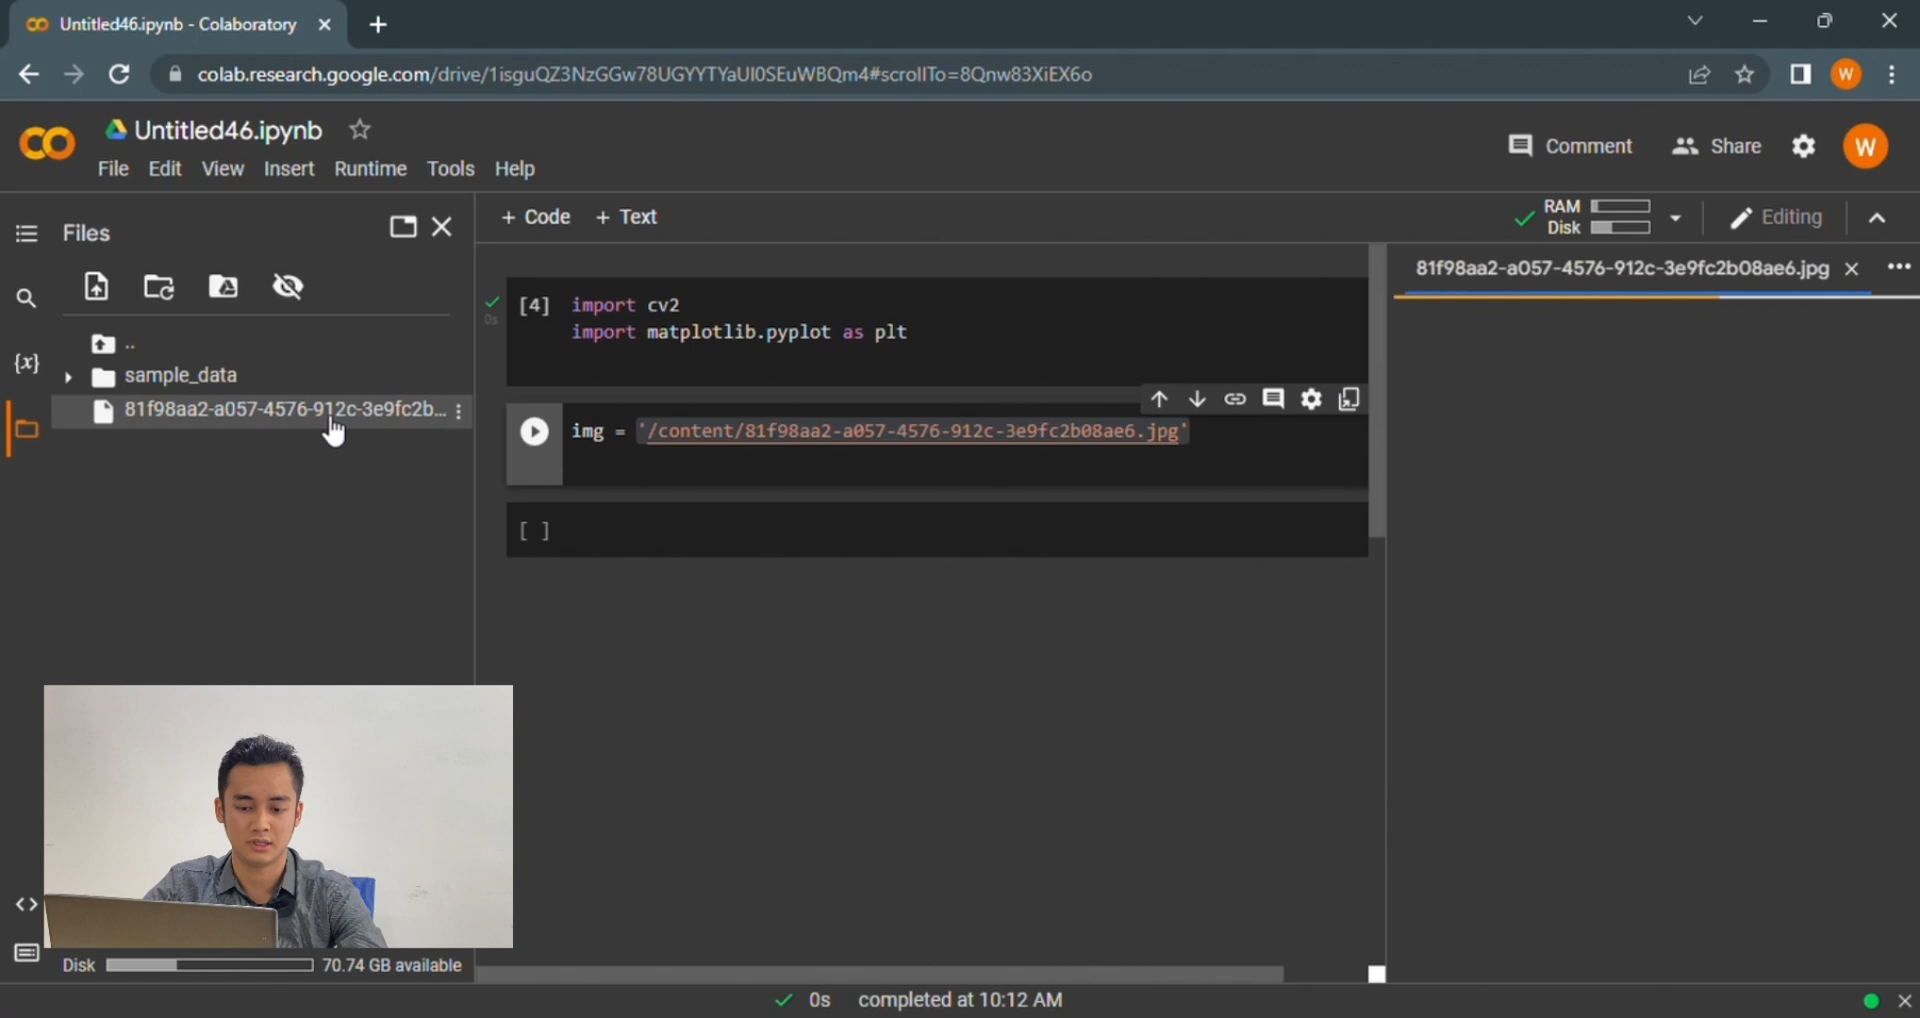 Untitled46.ipynb - Colaboratory
colab.research.google.com/drive/1isguQZ3NzGGw78UGYYTYaUI0SEuWBQm4#scrollTo=8Qnw83XiEX6o
W
CO Untitled46.ipynb
File Edit View Insert Runtime Tools Help
Comment Share W
Files
+ Code + Text
RAM
Disk
Editing
..
sample_data
81f98aa2-a057-4576-912c-3e9fc2b...
{x}
0s
[4] import cv2
import matplotlib.pyplot as plt
img = '/content/81f98aa2-a057-4576-912c-3e9fc2b08ae6.jpg'
[ ]
81f98aa2-a057-4576-912c-3e9fc2b08ae6.jpg
<>
Disk 70.74 GB available
0s completed at 10:12 AM